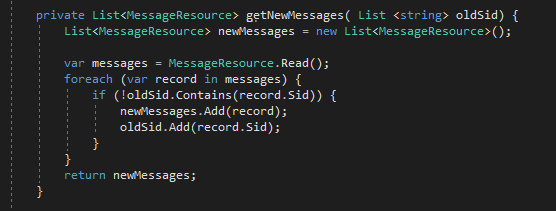 private List<MessageResource> getNewMessages( List <string> oldSid) {
List<MessageResource> newMessages = new List<MessageResource>();
var messages = MessageResource.Read();
foreach (var record in messages) {
if (!oldSid.Contains(record.Sid)) {
newMessages.Add(record);
oldSid.Add(record.Sid);
}
}
return newMessages;
}